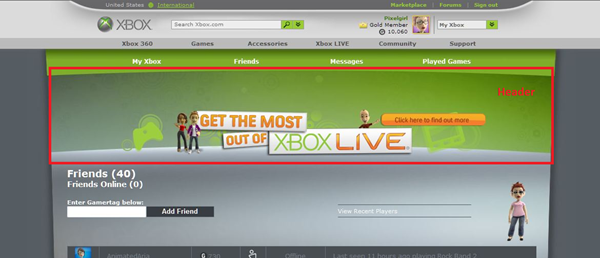 United States International
Marketplace | Forums | Sign out
XBOX
Search Xbox.com
Pixelgirl
Gold Member
10,060
My Xbox
Xbox 360 Games Accessories Xbox LIVE Community Support
My Xbox Friends Messages Played Games
Header
GET THE MOST
OUT OF
XBOX LIVE
Click here to find out more
Friends (40)
Friends Online (0)
Enter Gamertag below:
Add Friend
View Recent Players
Offline
Last seen 11 hours ago playing Rock Band 2